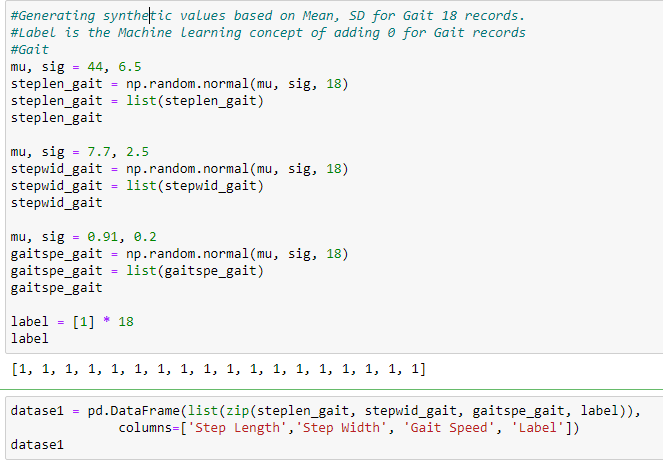 #Generating synthetic values based on Mean, SD for Gait 18 records.
#Label is the Machine learning concept of adding 0 for Gait records
#Gait
mu, sig = 44, 6.5
steplen_gait = np.random.normal(mu, sig, 18)
steplen_gait = list(steplen_gait)
steplen_gait
mu, sig = 7.7, 2.5
stepwid_gait = np.random.normal(mu, sig, 18)
stepwid_gait = list(stepwid_gait)
stepwid_gait
mu, sig = 0.91, 0.2
gaitspe_gait = np.random.normal(mu, sig, 18)
gaitspe_gait = list(gaitspe_gait)
gaitspe_gait
label = [1] * 18
label
[1, 1, 1, 1, 1, 1, 1, 1, 1, 1, 1, 1, 1, 1, 1, 1, 1, 1]
datase1 = pd.DataFrame(list(zip(steplen_gait, stepwid_gait, gaitspe_gait, label)),
columns=['Step Length','Step Width', 'Gait Speed', 'Label'])
datase1